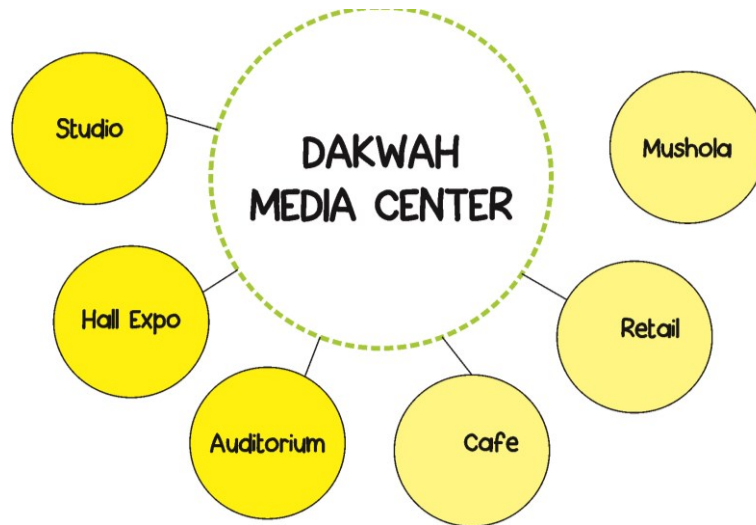 Studio
DAKWAH
MEDIA CENTER
Mushola
Hall Expo
Retail
Auditorium
Cafe